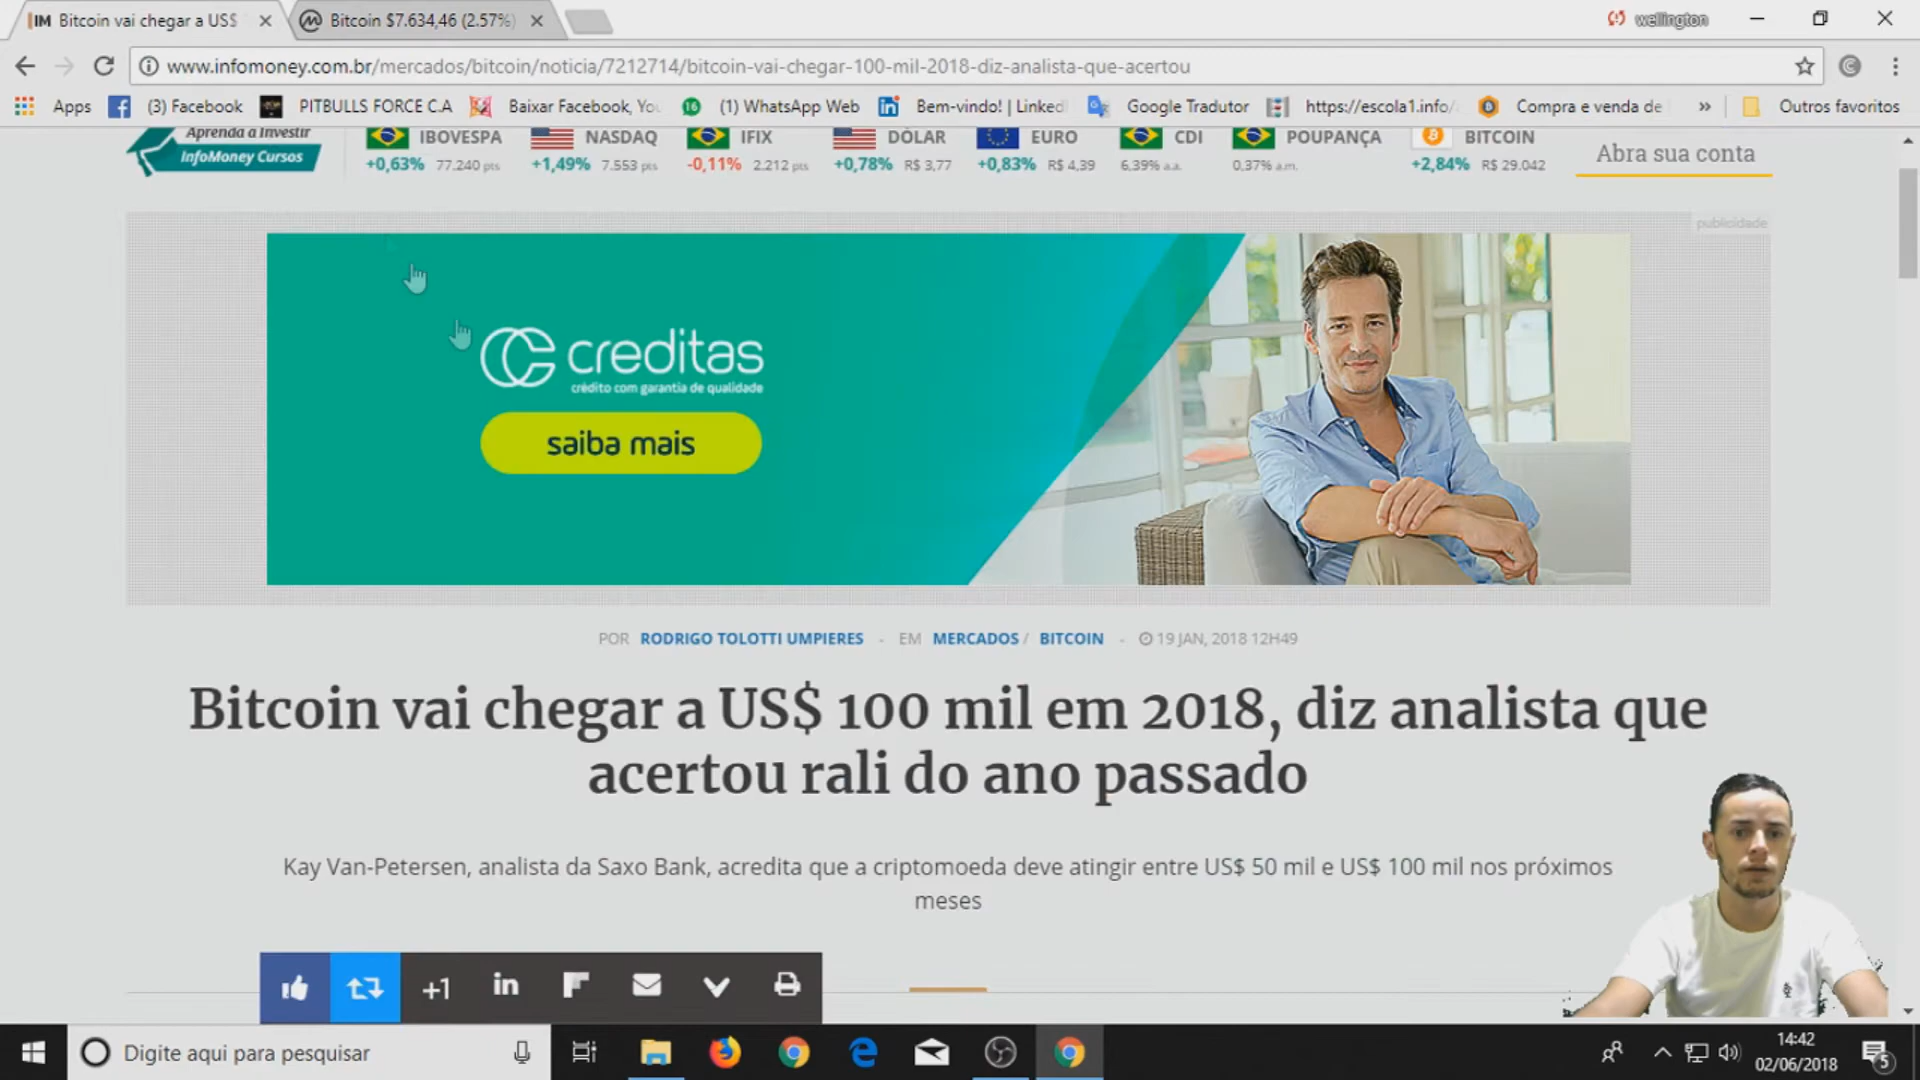 IM Bitcoin vai chegar a US$
Bitcoin $7.634,46 (2.57%)
wellington
www.infomoney.com.br/mercados/bitcoin/noticia/7212714/bitcoin-vai-chegar-100-mil-2018-diz-analista-que-acertou
Apps
(3) Facebook
PITBULLS FORCE C.A
Baixar Facebook, Yo
16
(1) WhatsApp Web
Bem-vindo! | Linked
Google Tradutor
https://escola1.info/
Compra e venda de
»
Outros favoritos
Aprenda a Investir
InfoMoney Cursos
IBOVESPA
+0,63% 77.240 pts
NASDAQ
+1,49% 7.553 pts
IFIX
-0,11% 2.212 pts
DÓLAR
+0,78% R$ 3,77
EURO
+0,83% R$ 4,39
CDI
6,39% a.a.
POUPANÇA
0,37% a.m.
BITCOIN
+2,84% R$ 29.042
Abra sua conta
publicidade
creditas
crédito com garantia de qualidade
saiba mais
POR RODRIGO TOLOTTI UMPIERES - EM MERCADOS / BITCOIN - 19 JAN, 2018 12H49
Bitcoin vai chegar a US$ 100 mil em 2018, diz analista que
acertou rali do ano passado
Kay Van-Petersen, analista da Saxo Bank, acredita que a criptomoeda deve atingir entre US$ 50 mil e US$ 100 mil nos próximos
meses
+1
in
Digite aqui para pesquisar
14:42
02/06/2018
5